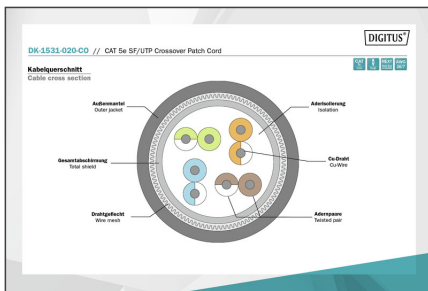 DIGITUS®
DK-1531-020-CO // CAT 5e SF/UTP Crossover Patch Cord
Kabelquerschnitt
Cable cross section
Außenmantel
Outer jacket
Aderisolierung
Isolation
Gesamtabschirmung
Total shield
Cu-Draht
Cu-Wire
Drahtgeflecht
Wire mesh
Adernpaare
Twisted pair